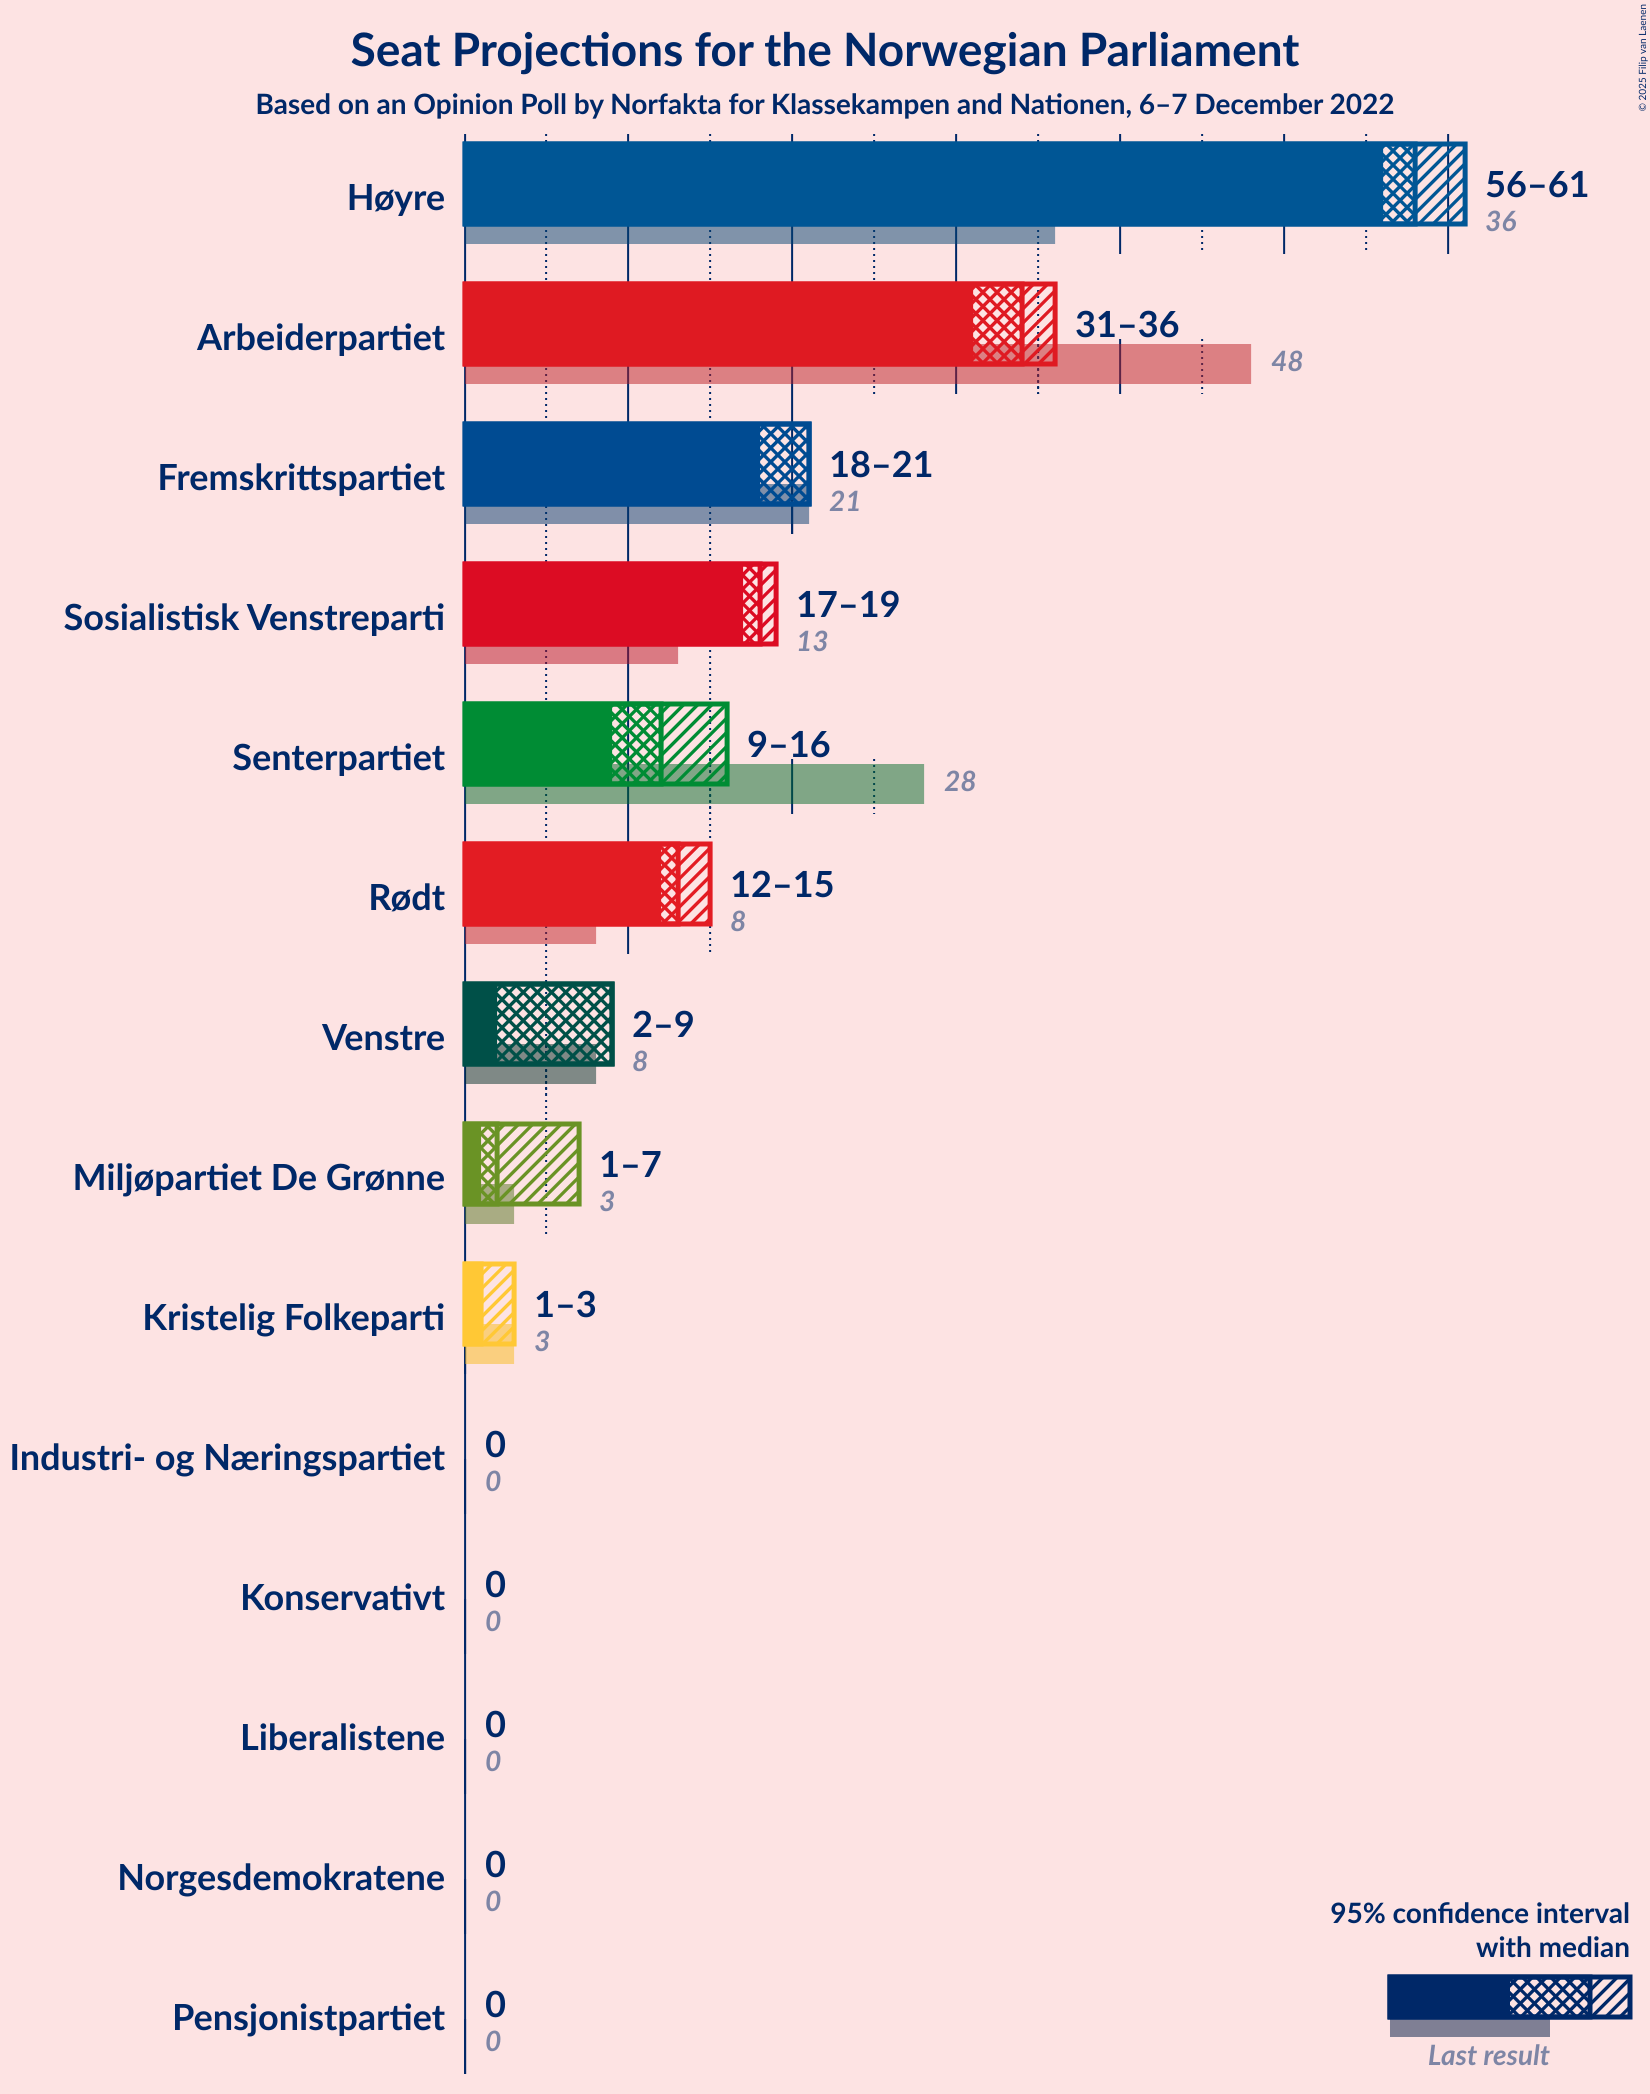 Seat Projections for the Norwegian Parliament
Based on an Opinion Poll by Norfakta for Klassekampen and Nationen, 6–7 December 2022
© 2025 Filip van Laenen
Høyre
56–61
36
Arbeiderpartiet
31–36
48
Fremskrittspartiet
18–21
21
Sosialistisk Venstreparti
17–19
13
Senterpartiet
9–16
28
Rødt
12–15
8
Venstre
2–9
8
Miljøpartiet De Grønne
1–7
3
Kristelig Folkeparti
1–3
3
Industri- og Næringspartiet
0
0
Konservativt
0
0
Liberalistene
0
0
Norgesdemokratene
0
0
Pensjonistpartiet
0
0
95% confidence interval
with median
Last result